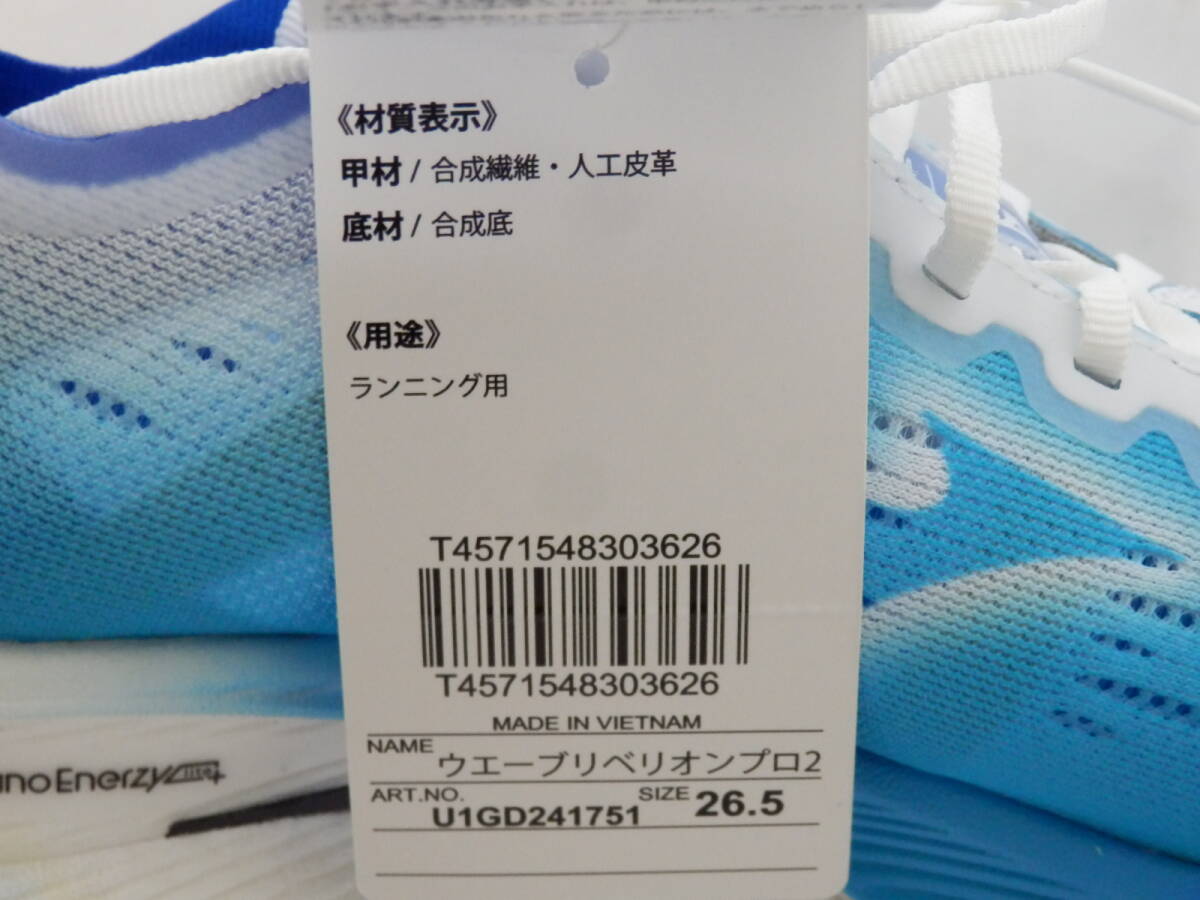 《材質表示》
甲材 / 合成繊維・人工皮革
底材 / 合成底
《用途》
ランニング用
T4571548303626
T4571548303626
MADE IN VIETNAM
NAME ウエーブリベリオンプロ2
ART.NO. U1GD241751 SIZE 26.5